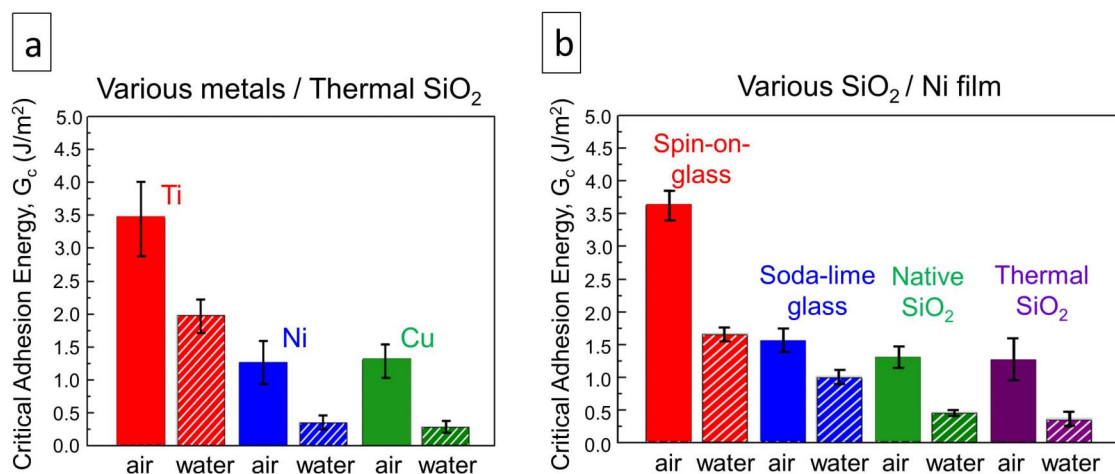 a
Various metals / Thermal SiO₂
Critical Adhesion Energy, G_c (J/m²)
5.0
4.5
4.0
3.5
3.0
2.5
2.0
1.5
1.0
0.5
0.0
Ti
Ni
Cu
air water air water air water
b
Various SiO₂ / Ni film
Critical Adhesion Energy, G_c (J/m²)
5.0
4.5
4.0
3.5
3.0
2.5
2.0
1.5
1.0
0.5
0.0
Spin-on-
glass
Soda-lime
glass
Native
SiO₂
Thermal
SiO₂
air water air water air water air water